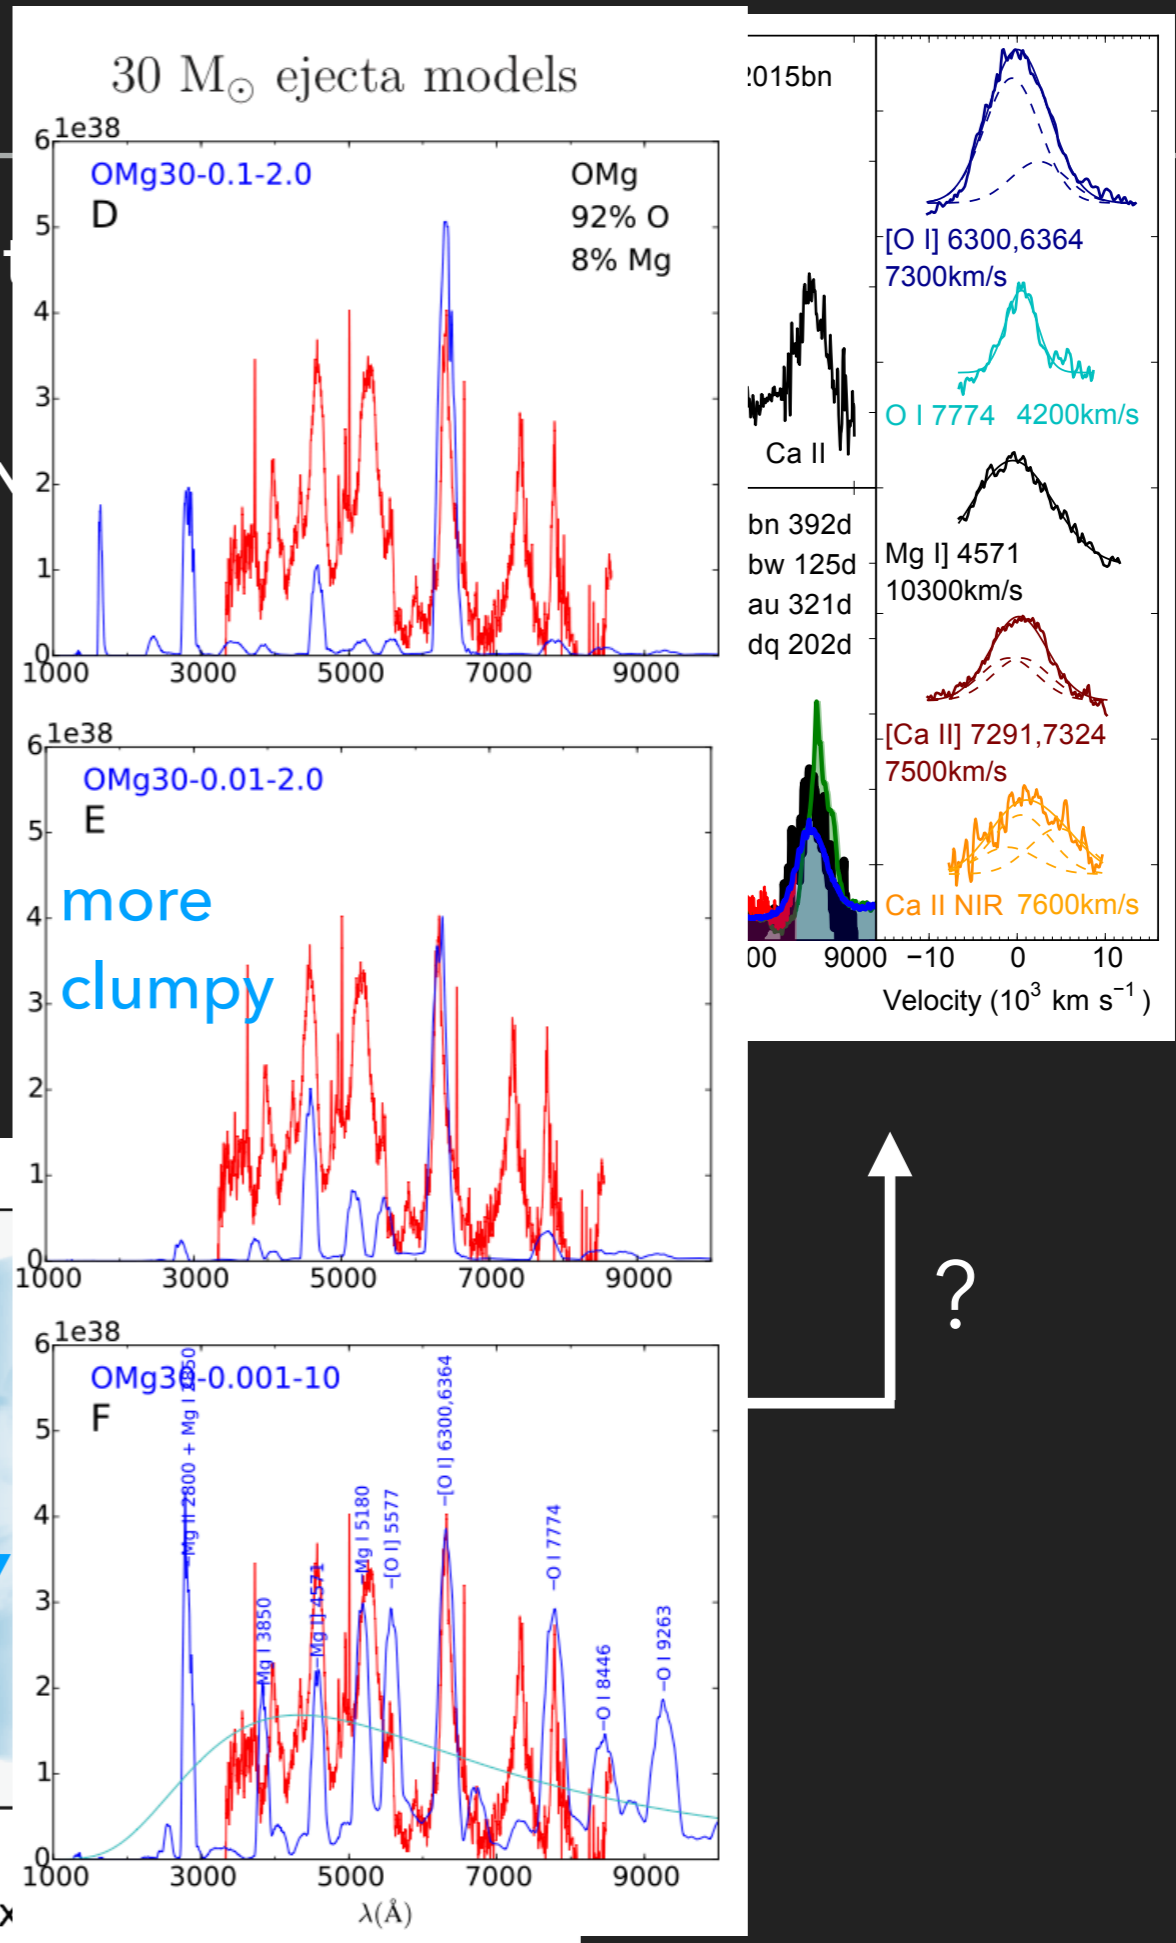 30 M☉ ejecta models
1e38
OMg30-0.1-2.0
D
OMg
92% O
8% Mg
6
5
4
3
2
1
0
1000 3000 5000 7000 9000
1e38
OMg30-0.01-2.0
E
more
clumpy
6
5
4
3
2
1
0
1000 3000 5000 7000 9000
1e38
OMg30-0.001-10
F
6
5
4
3
2
1
0
Mg II 2800 + Mg I 2850
Mg I 3850
Mg I] 4571
Mg I 5180
[O I] 5577
[O I] 6300,6364
O I 7774
O I 8446
O I 9263
1000 3000 5000 7000 9000
λ(Å)
2015bn
Ca II
bn 392d
bw 125d
au 321d
dq 202d
00 9000
[O I] 6300,6364
7300km/s
O I 7774 4200km/s
Mg I] 4571
10300km/s
[Ca II] 7291,7324
7500km/s
Ca II NIR 7600km/s
−10 0 10
Velocity (10³ km s⁻¹)
?